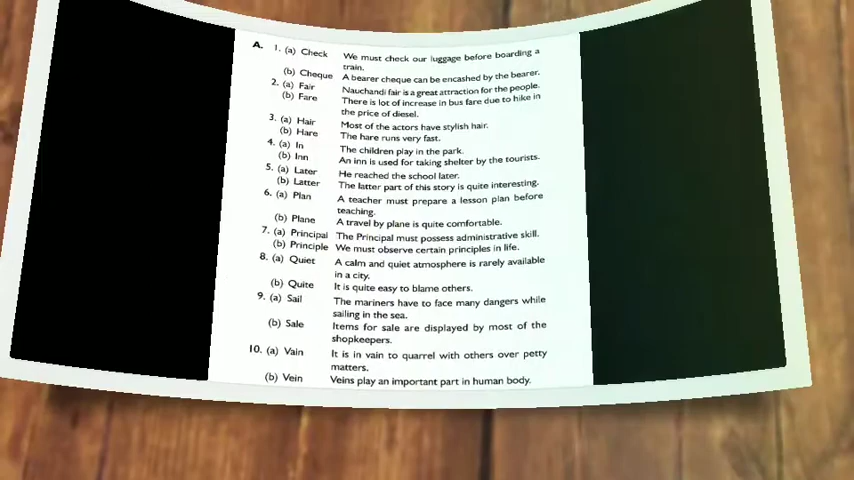 A. 1. (a) Check We must check our luggage before boarding a
train.
(b) Cheque A bearer cheque can be encashed by the bearer.
2. (a) Fair Nauchandi fair is a great attraction for the people.
(b) Fare There is lot of increase in bus fare due to hike in
the price of diesel.
3. (a) Hair Most of the actors have stylish hair.
(b) Hare The hare runs very fast.
4. (a) In The children play in the park.
(b) Inn An inn is used for taking shelter by the tourists.
5. (a) Later He reached the school later.
(b) Latter The latter part of this story is quite interesting.
6. (a) Plan A teacher must prepare a lesson plan before
teaching.
(b) Plane A travel by plane is quite comfortable.
7. (a) Principal The Principal must possess administrative skill.
(b) Principle We must observe certain principles in life.
8. (a) Quiet A calm and quiet atmosphere is rarely available
in a city.
(b) Quite It is quite easy to blame others.
9. (a) Sail The mariners have to face many dangers while
sailing in the sea.
(b) Sale Items for sale are displayed by most of the
shopkeepers.
10. (a) Vain It is in vain to quarrel with others over petty
matters.
(b) Vein Veins play an important part in human body.